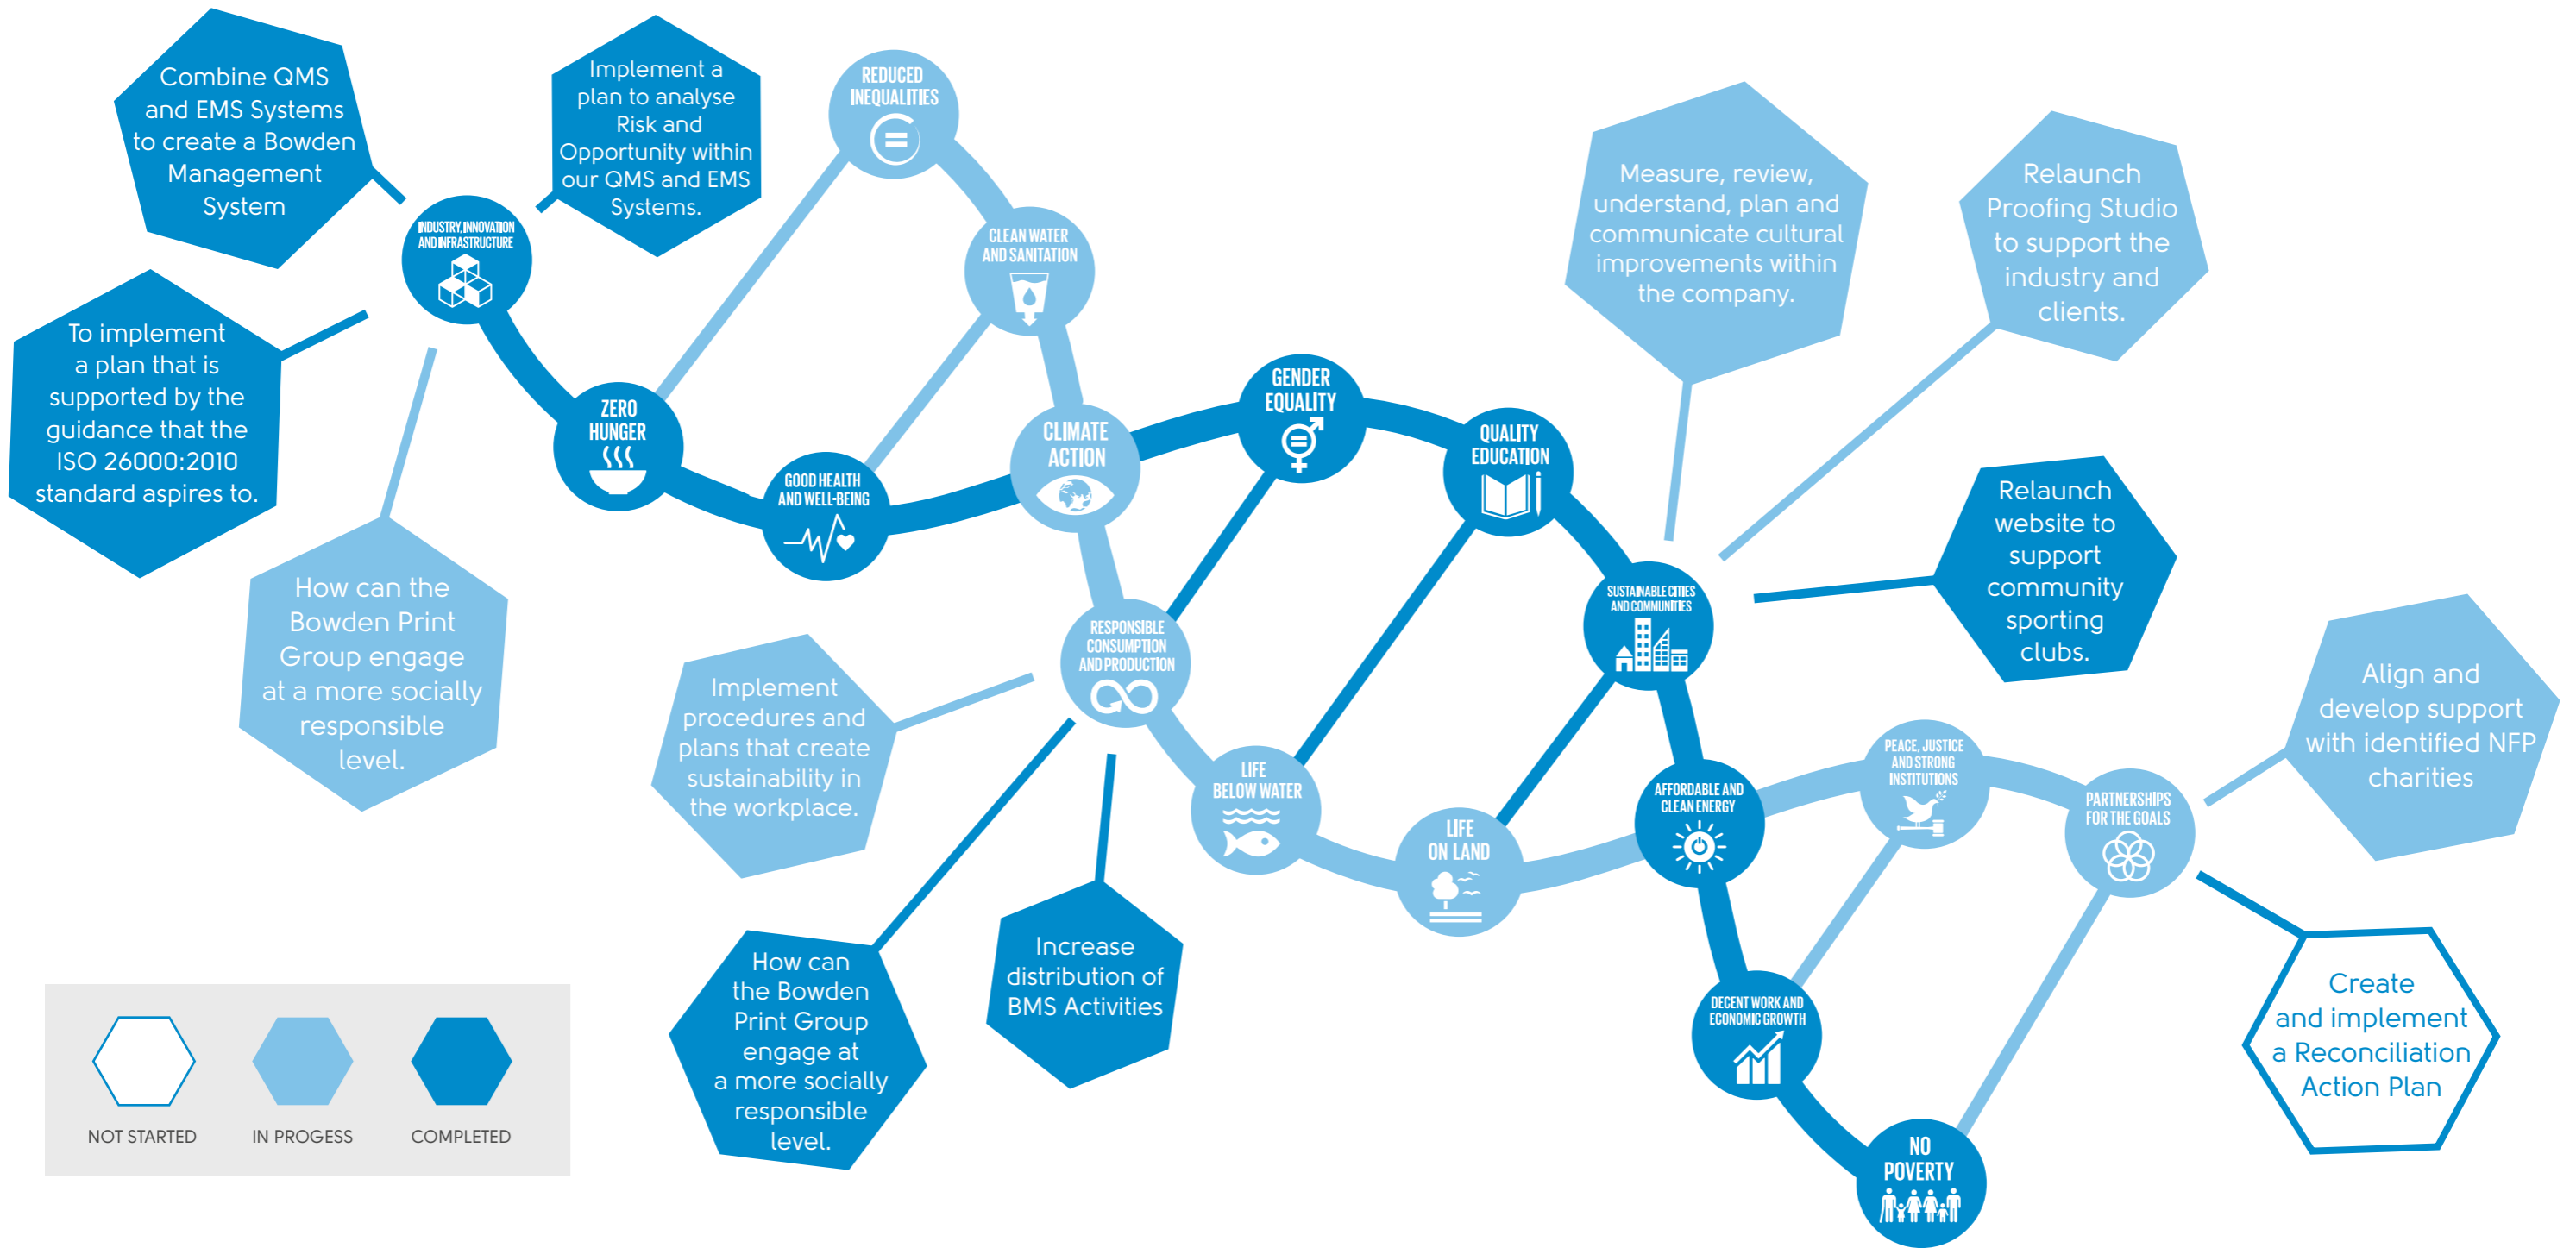 Combine QMS
and EMS Systems
to create a Bowden
Management
System
Implement a
plan to analyse
Risk and
Opportunity within
our QMS and EMS
Systems.
To implement
a plan that is
supported by the
guidance that the
ISO 26000:2010
standard aspires to.
How can the
Bowden Print
Group engage
at a more socially
responsible
level.
INDUSTRY, INNOVATION
AND INFRASTRUCTURE
ZERO
HUNGER
REDUCED
INEQUALITIES
CLEAN WATER
AND SANITATION
GOOD HEALTH
AND WELL-BEING
CLIMATE
ACTION
GENDER
EQUALITY
QUALITY
EDUCATION
RESPONSIBLE
CONSUMPTION
AND PRODUCTION
Implement
procedures and
plans that create
sustainability in
the workplace.
How can
the Bowden
Print Group
engage at
a more socially
responsible
level.
Increase
distribution of
BMS Activities
LIFE
BELOW WATER
LIFE
ON LAND
SUSTAINABLE CITIES
AND COMMUNITIES
Measure, review,
understand, plan and
communicate cultural
improvements within
the company.
Relaunch
Proofing Studio
to support the
industry and
clients.
Relaunch
website to
support
community
sporting
clubs.
AFFORDABLE AND
CLEAN ENERGY
PEACE, JUSTICE
AND STRONG
INSTITUTIONS
PARTNERSHIPS
FOR THE GOALS
Align and
develop support
with identified NFP
charities
Create
and implement
a Reconciliation
Action Plan
DECENT WORK AND
ECONOMIC GROWTH
NO
POVERTY
NOT STARTED
IN PROGESS
COMPLETED